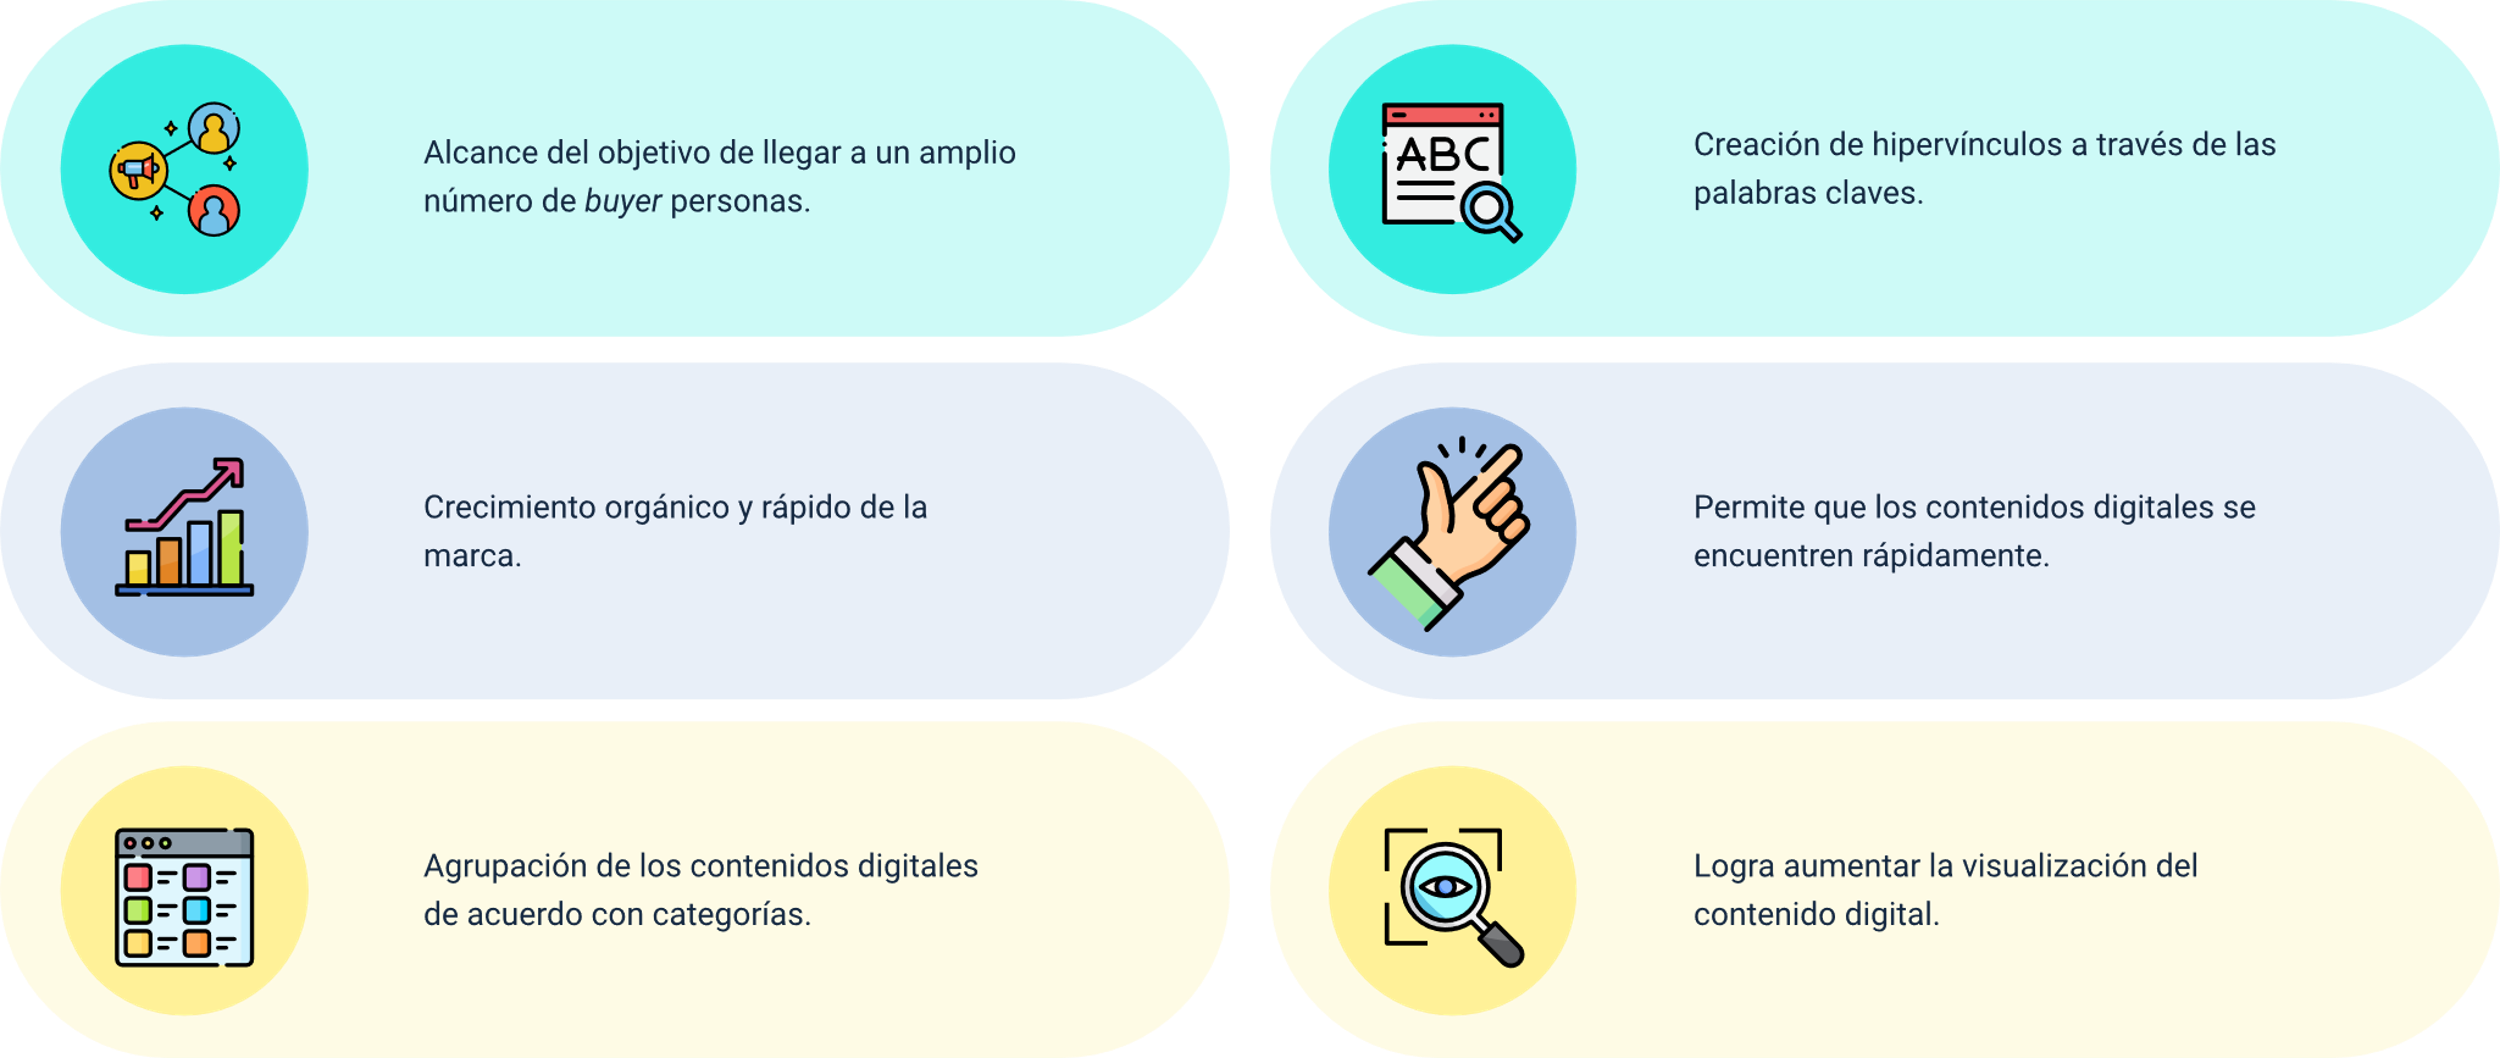 Alcance del objetivo de llegar a un amplio
número de buyer personas.
ABC
Creación de hipervínculos a través de las
palabras claves.
Crecimiento orgánico y rápido de la
marca.
Permite que los contenidos digitales se
encuentren rápidamente.
Agrupación de los contenidos digitales
de acuerdo con categorías.
Logra aumentar la visualización del
contenido digital.